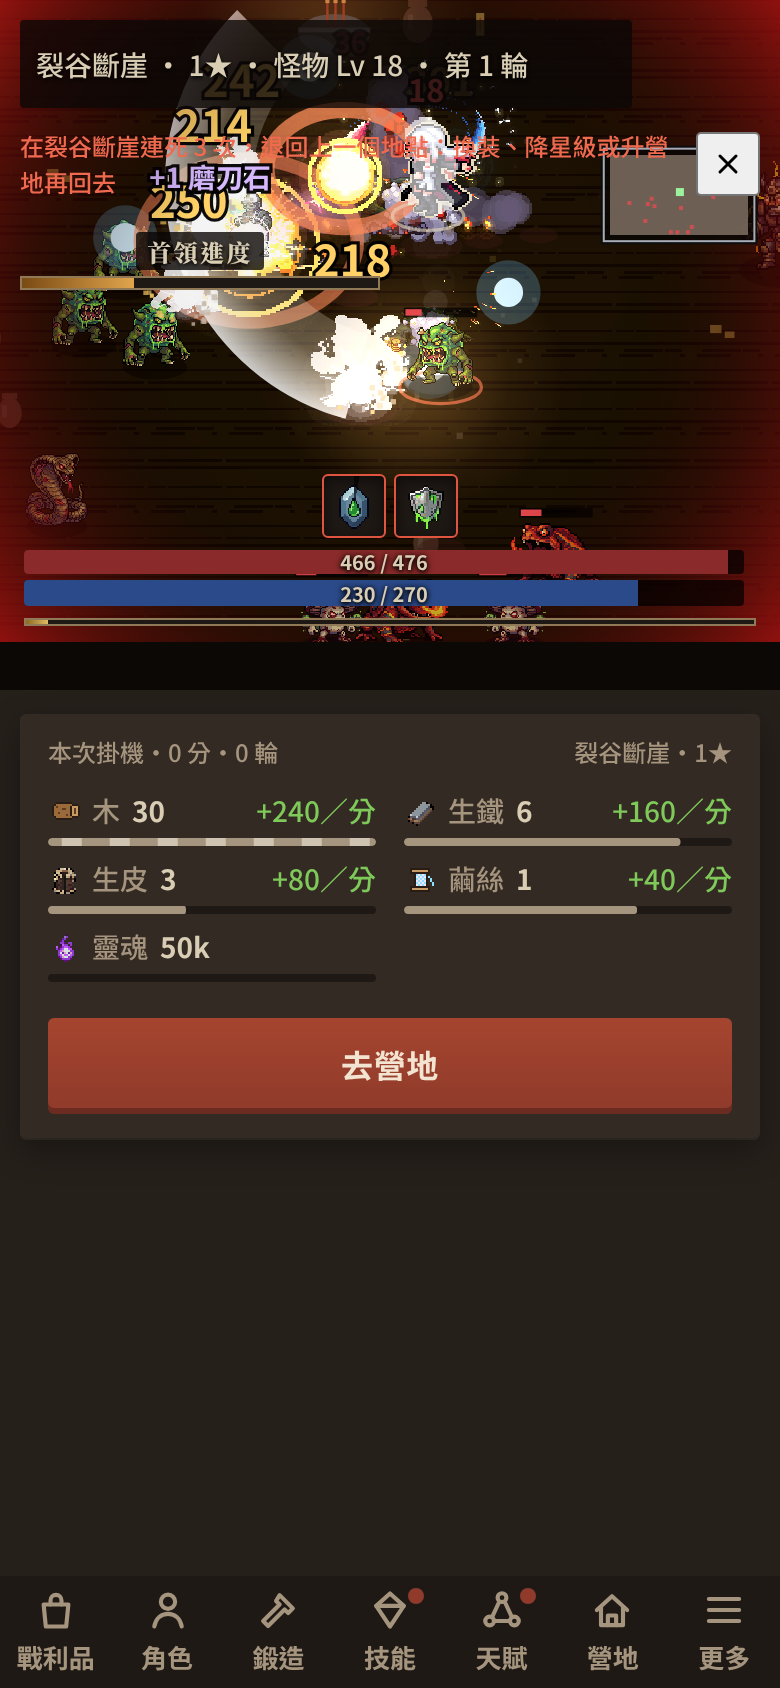 裂谷斷崖 · 1★ · 怪物 Lv 18 · 第 1 輪
36
242
18
214
在裂谷斷崖連死 3 次，退回上一個地點：換裝、降星級或升營
地再回去
+1 磨刀石
250
首領進度
218
466 / 476
230 / 270
本次掛機·0 分·0 輪
裂谷斷崖·1★
木 30 +240／分
生鐵 6 +160／分
生皮 3 +80／分
繭絲 1 +40／分
靈魂 50k
去營地
戰利品
角色
鍛造
技能
天賦
營地
更多